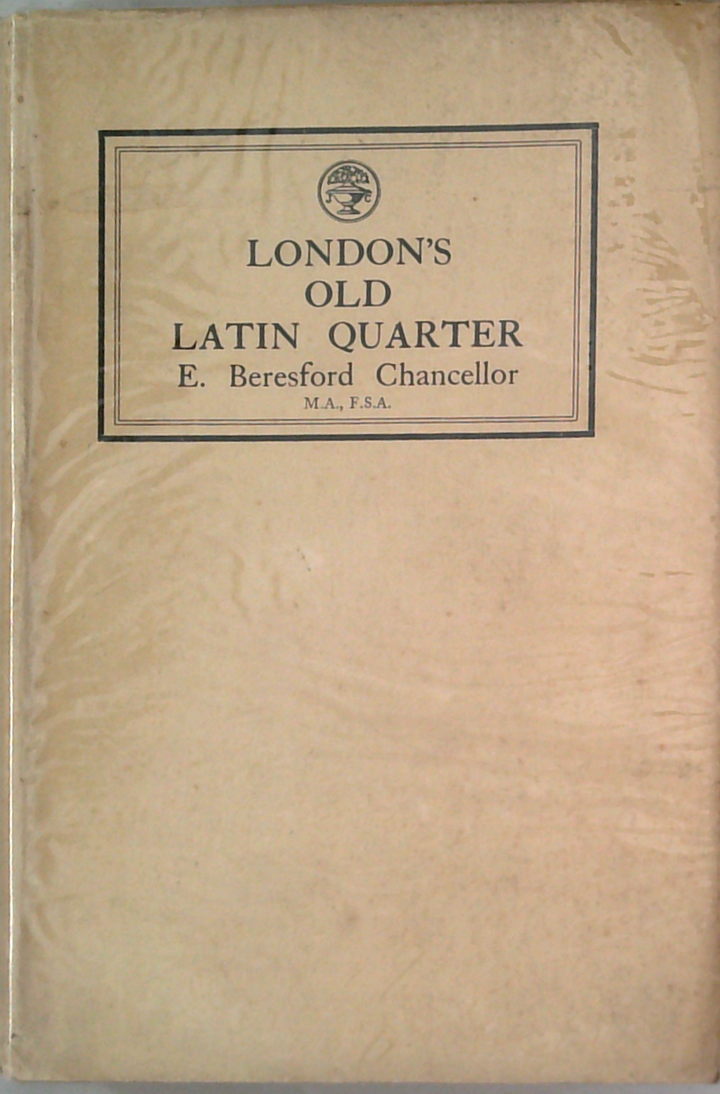 J C
LONDON'S
OLD
LATIN QUARTER
E. Beresford Chancellor
M.A., F.S.A.